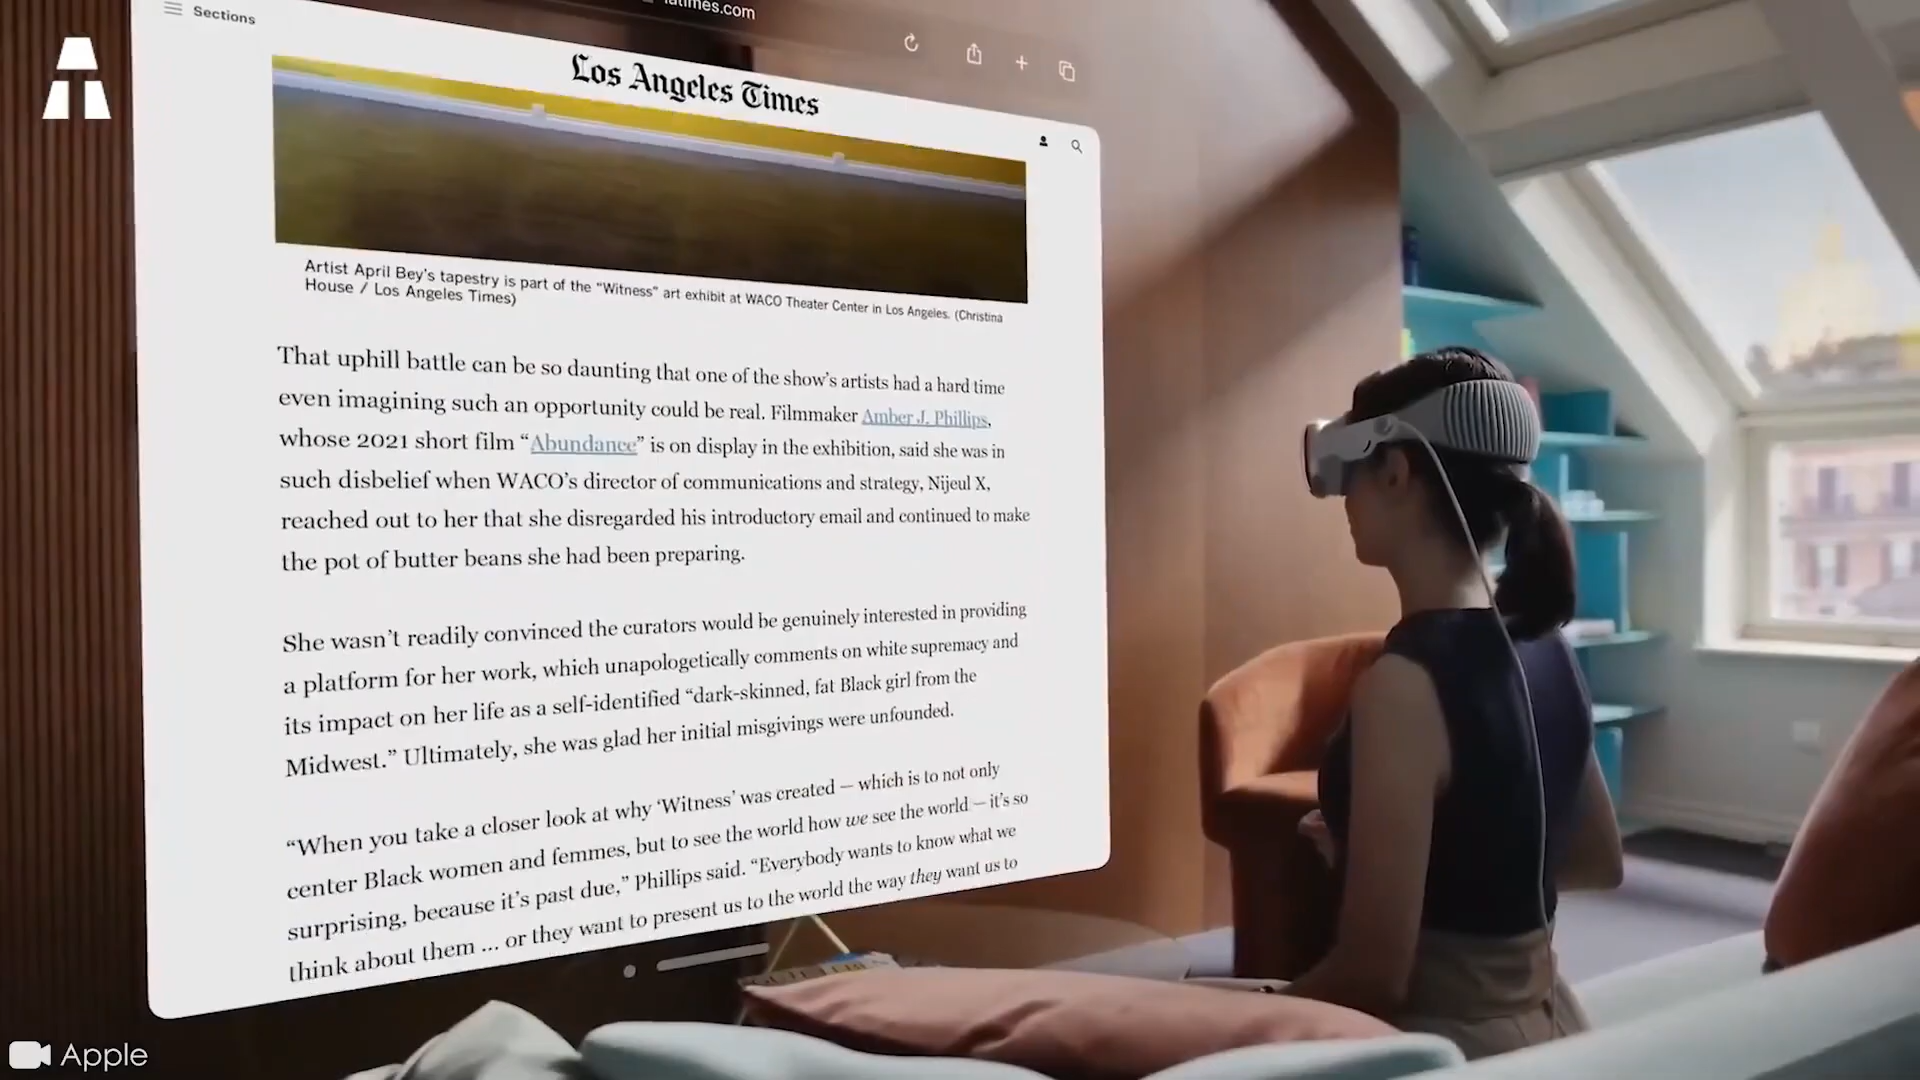 Sections
Los Angeles Times
Artist April Bey's tapestry is part of the "Witness" art exhibit at WACO Theater Center in Los Angeles. (Christina
House / Los Angeles Times)
That uphill battle can be so daunting that one of the show's artists had a hard time
even imagining such an opportunity could be real. Filmmaker Amber J. Phillips,
whose 2021 short film “Abundance” is on display in the exhibition, said she was in
such disbelief when WACO’s director of communications and strategy, Nijeul X,
reached out to her that she disregarded his introductory email and continued to make
the pot of butter beans she had been preparing.
She wasn’t readily convinced the curators would be genuinely interested in providing
a platform for her work, which unapologetically comments on white supremacy and
its impact on her life as a self-identified “dark-skinned, fat Black girl from the
Midwest.” Ultimately, she was glad her initial misgivings were unfounded.
“When you take a closer look at why ‘Witness’ was created — which is to not only
center Black women and femmes, but to see the world how we see the world — it’s so
surprising, because it’s past due,” Phillips said. “Everybody wants to know what we
think about them ... or they want to present us to the world the way they want us to
Apple